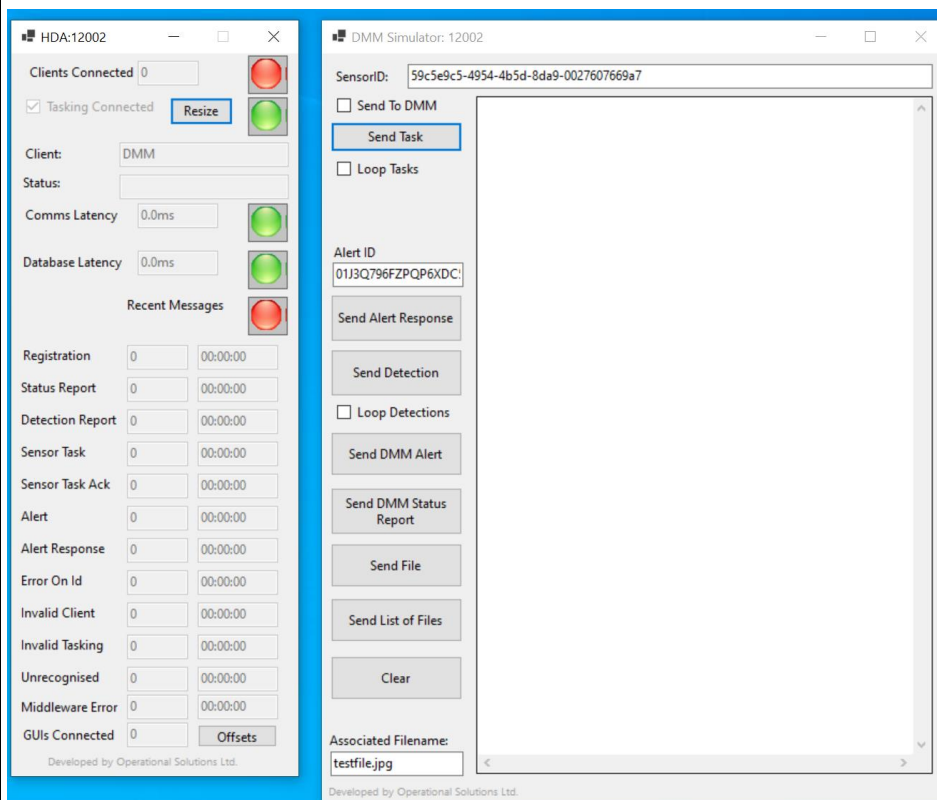 HDA:12002
Clients Connected 0
Tasking Connected Resize
Client: DMM
Status:
Comms Latency 0.0ms
Database Latency 0.0ms
Recent Messages
Registration 0 00:00:00
Status Report 0 00:00:00
Detection Report 0 00:00:00
Sensor Task 0 00:00:00
Sensor Task Ack 0 00:00:00
Alert 0 00:00:00
Alert Response 0 00:00:00
Error On Id 0 00:00:00
Invalid Client 0 00:00:00
Invalid Tasking 0 00:00:00
Unrecognised 0 00:00:00
Middleware Error 0 00:00:00
GUIs Connected 0 Offsets
Developed by Operational Solutions Ltd.
DMM Simulator: 12002
SensorID: 59c5e9c5-4954-4b5d-8da9-0027607669a7
Send To DMM
Send Task
Loop Tasks
Alert ID
01J3Q796FZPQP6XDC
Send Alert Response
Send Detection
Loop Detections
Send DMM Alert
Send DMM Status
Report
Send File
Send List of Files
Clear
Associated Filename:
testfile.jpg
Developed by Operational Solutions Ltd.